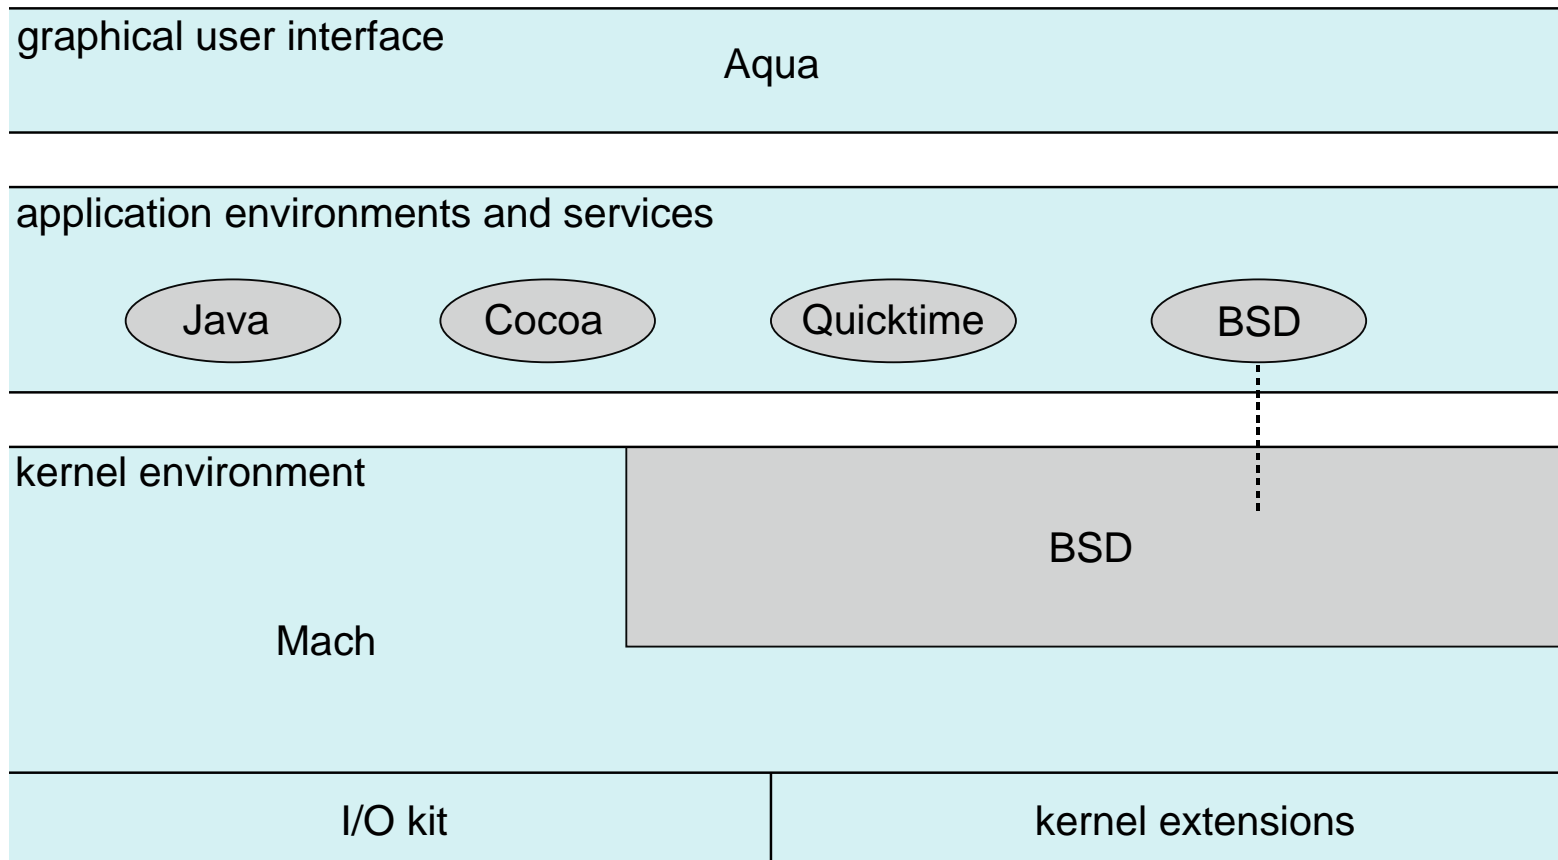 graphical user interface
Aqua
application environments and services
Java
Cocoa
Quicktime
BSD
kernel environment
BSD
Mach
I/O kit
kernel extensions